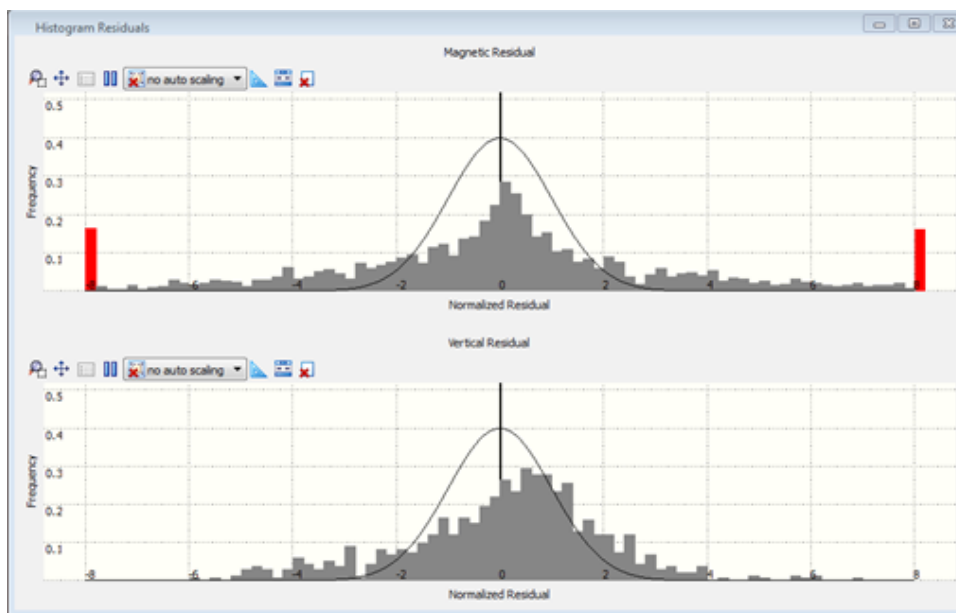 Histogram Residuals
Magnetic Residual
no auto scaling
0.5
0.4
0.3
0.2
0.1
Frequency
-8 -6 -4 -2 0 2 4 6 8
Normalized Residual
Vertical Residual
no auto scaling
0.5
0.4
0.3
0.2
0.1
Frequency
-8 -6 -4 -2 0 2 4 6 8
Normalized Residual